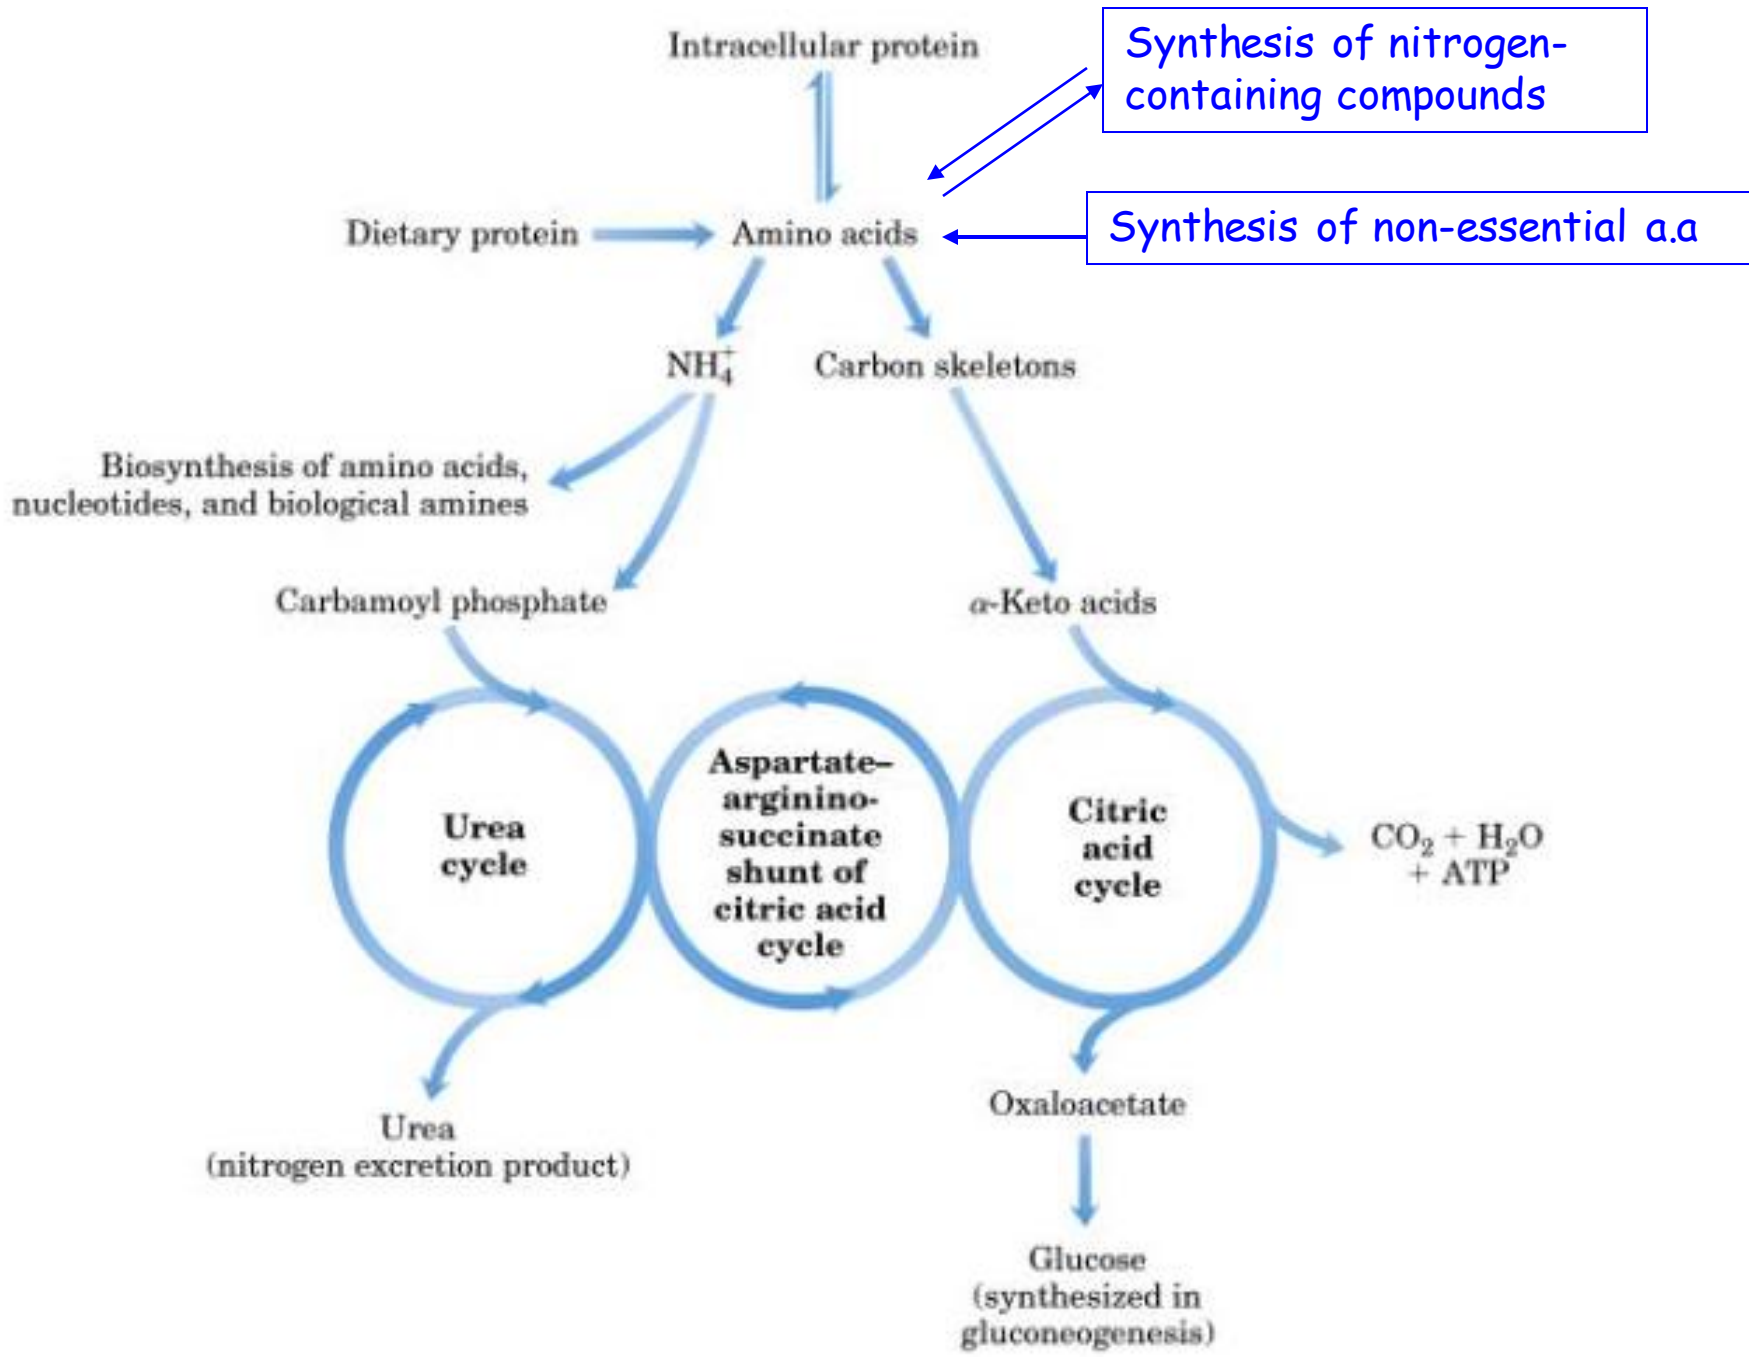 Intracellular protein
Synthesis of nitrogen-
containing compounds
Dietary protein
Amino acids
Synthesis of non-essential a.a
NH₄⁺
Carbon skeletons
Biosynthesis of amino acids,
nucleotides, and biological amines
Carbamoyl phosphate
α-Keto acids
Urea
cycle
Aspartate–
arginino-
succinate
shunt of
citric acid
cycle
Citric
acid
cycle
CO₂ + H₂O
+ ATP
Urea
(nitrogen excretion product)
Oxaloacetate
Glucose
(synthesized in
gluconeogenesis)